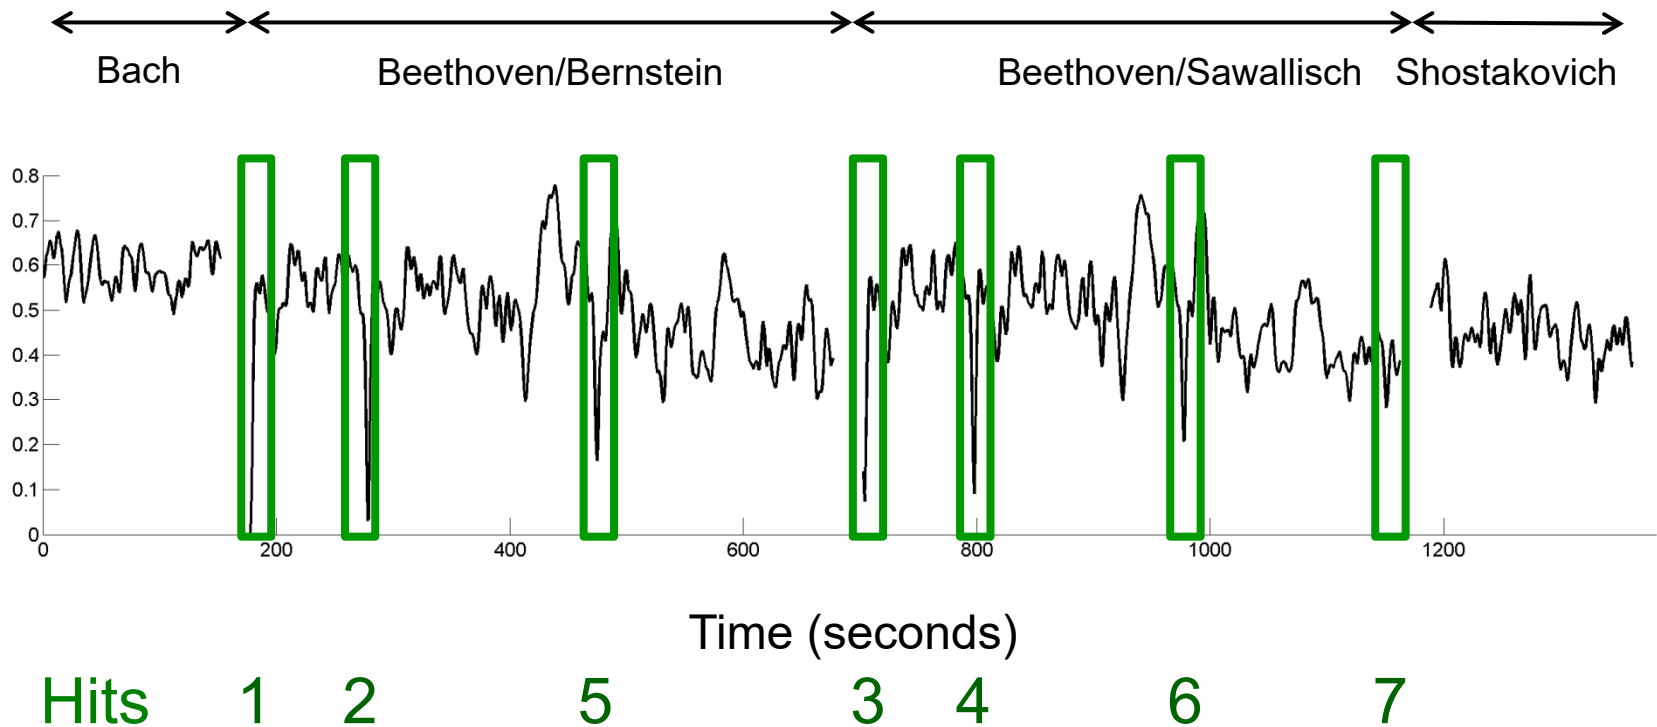 Bach Beethoven/Bernstein Beethoven/Sawallisch Shostakovich
0.8
0.7
0.6
0.5
0.4
0.3
0.2
0.1
0
0 200 400 600 800 1000 1200
Time (seconds)
Hits 1 2 5 3 4 6 7